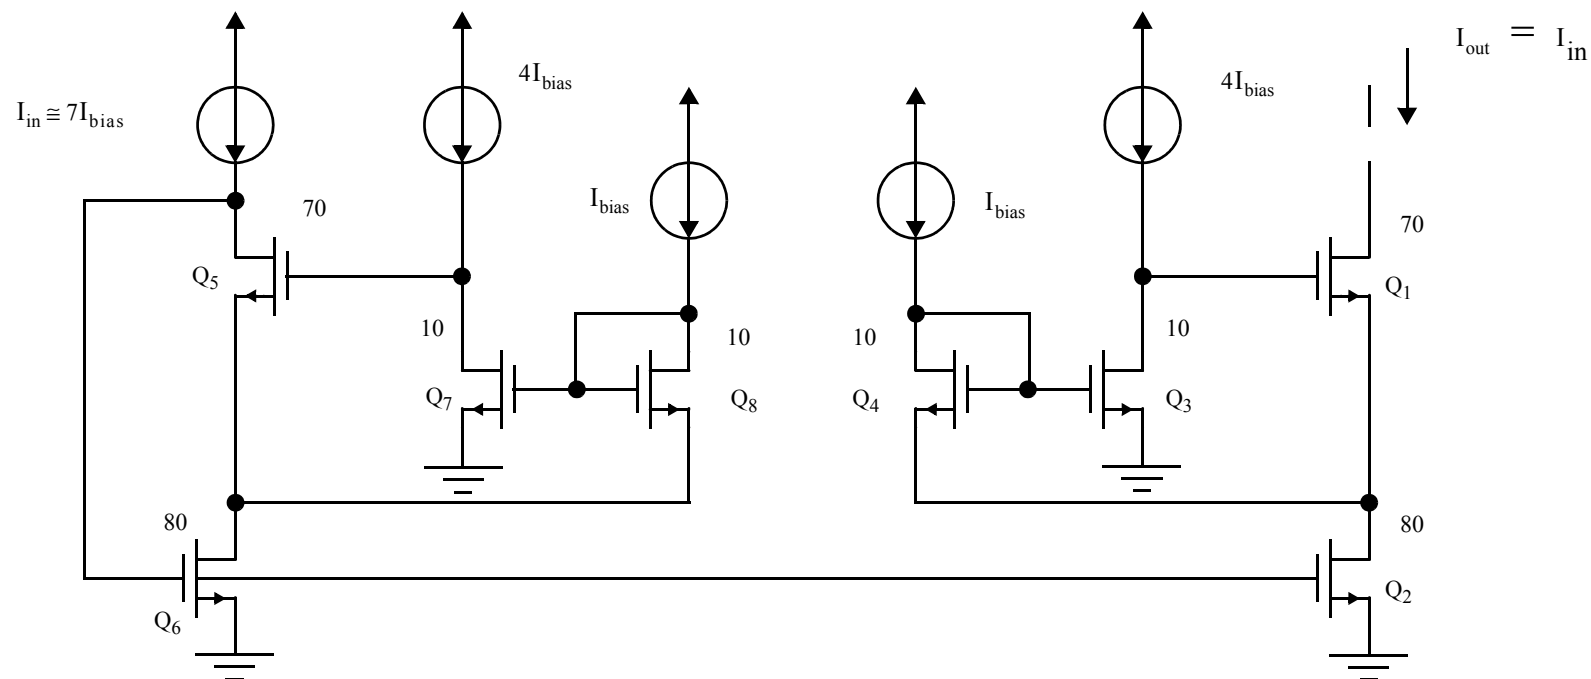 I_out = I_in
4I_bias
4I_bias
I_in ≅ 7I_bias
I_bias
I_bias
70
70
Q_5
Q_1
10
10
10
10
Q_7
Q_8
Q_4
Q_3
80
80
Q_6
Q_2